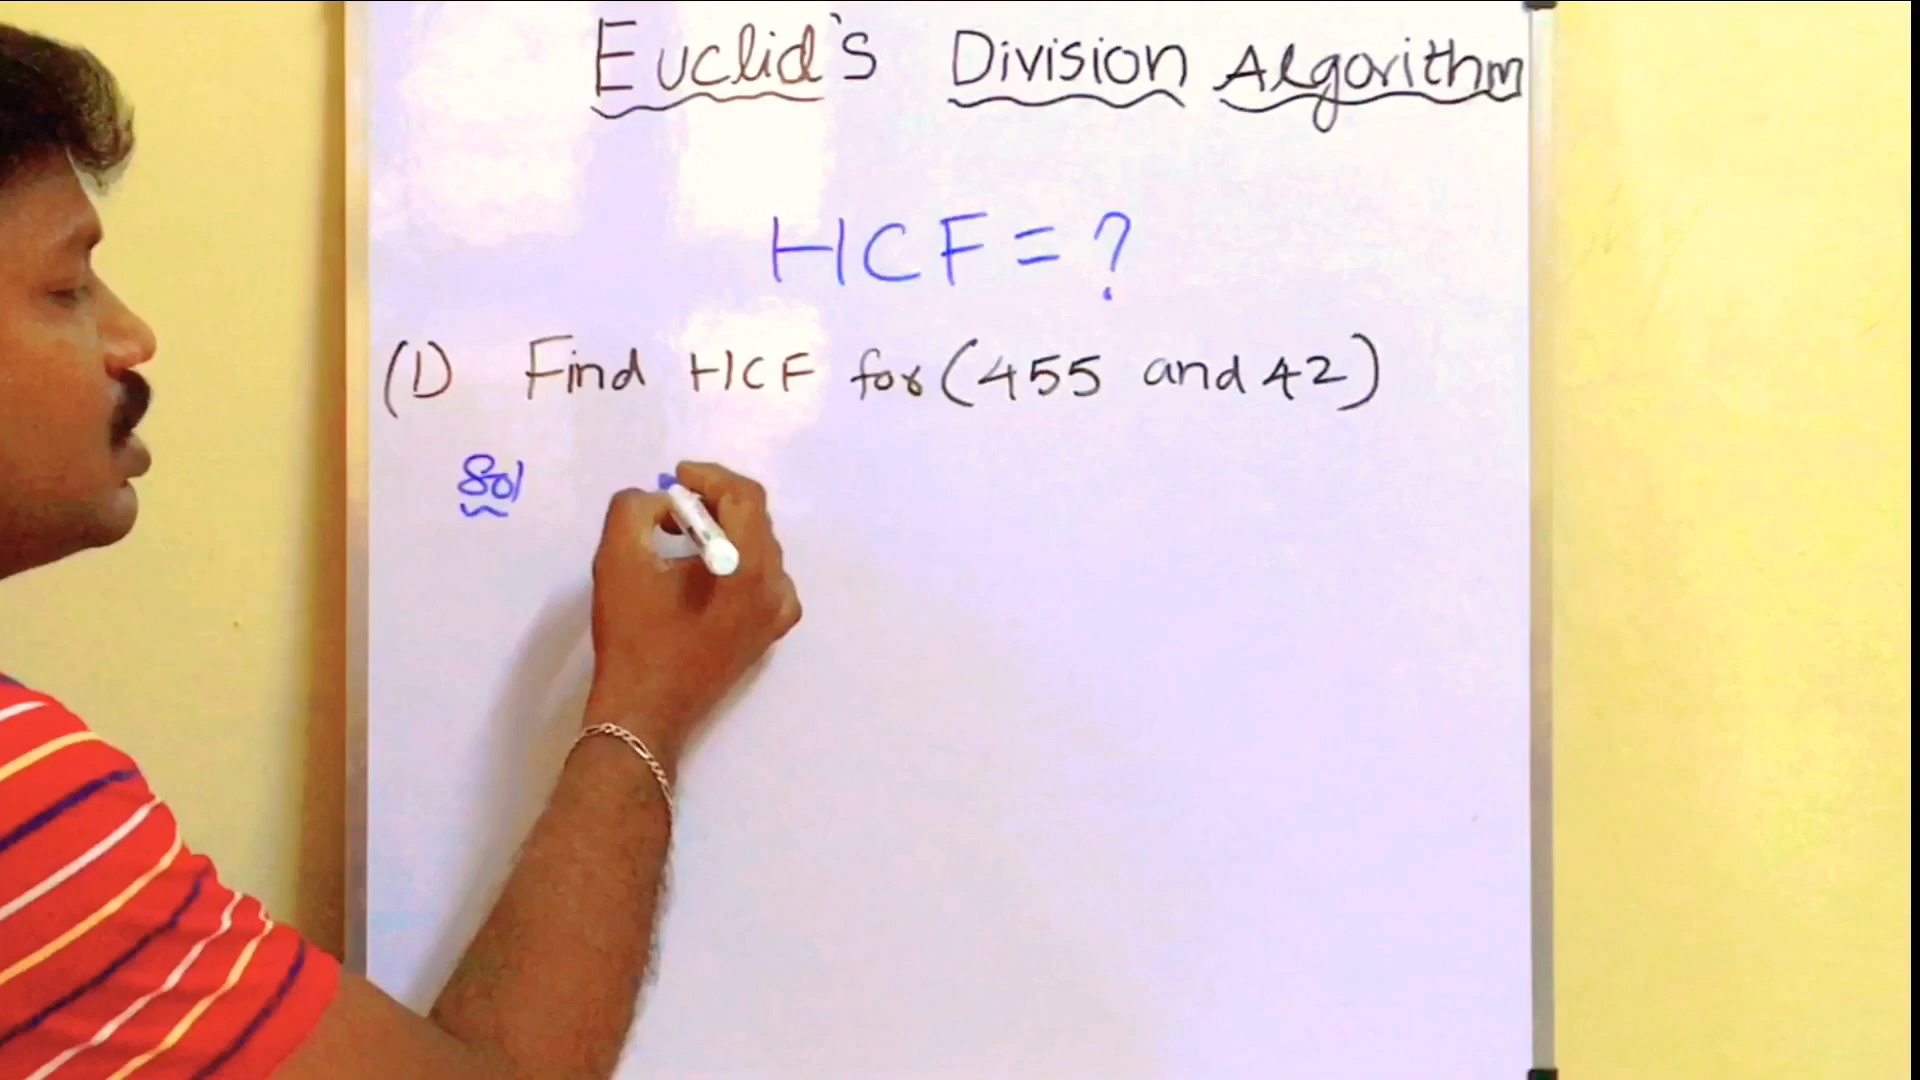 Euclid's Division Algorithm
HCF = ?
(1) Find HCF for (455 and 42)
Sol